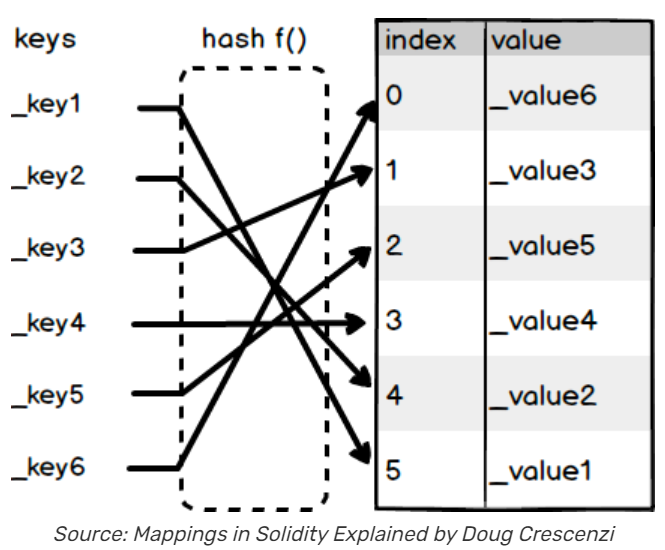 keys hash f() index value
_key1 0 _value6
_key2 1 _value3
_key3 2 _value5
_key4 3 _value4
_key5 4 _value2
_key6 5 _value1
Source: Mappings in Solidity Explained by Doug Crescenzi